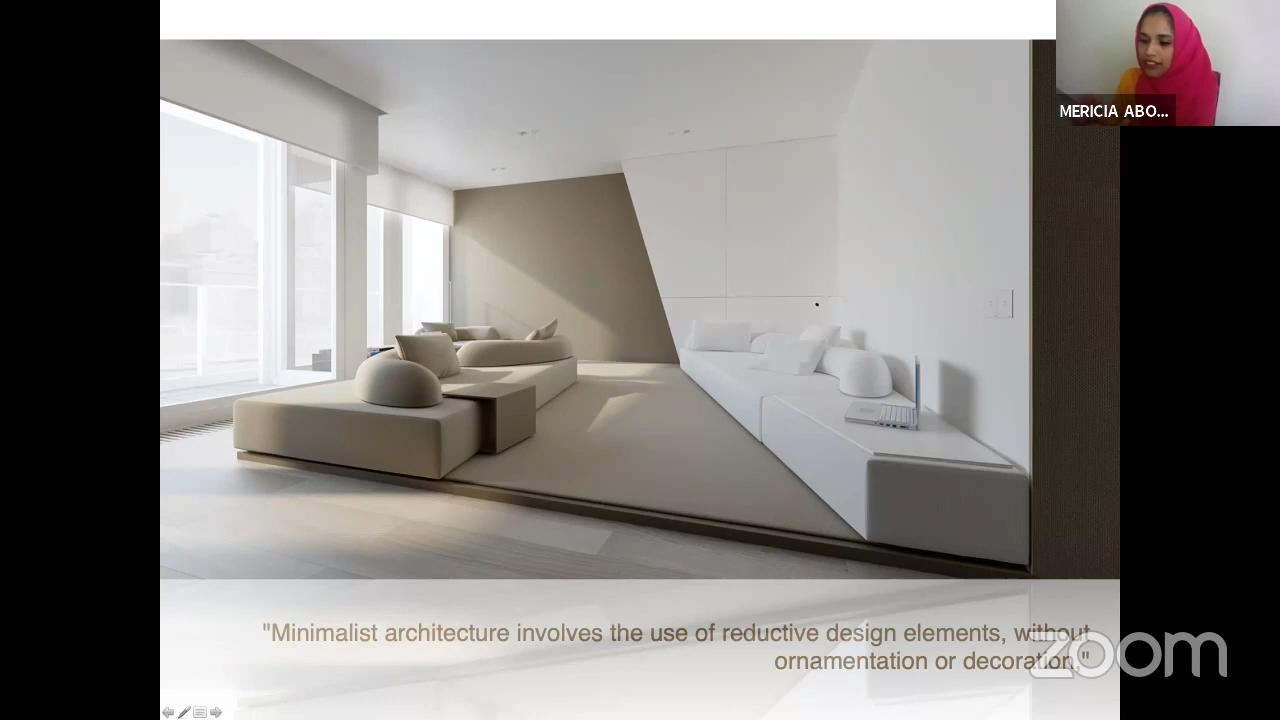 MERICIA ABO...
"Minimalist architecture involves the use of reductive design elements, without
ornamentation or decoration,"
zoom